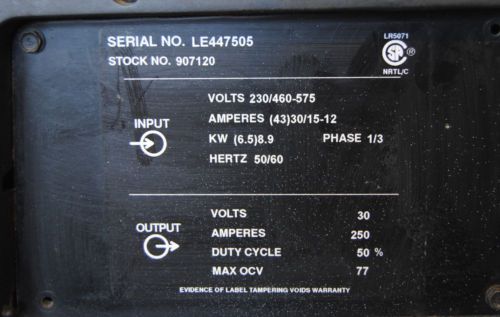 SERIAL NO. LE447505
STOCK NO. 907120
LR5071
SA ®
NRTL/C
INPUT
VOLTS 230/460-575
AMPERES (43)30/15-12
KW (6.5)8.9 PHASE 1/3
HERTZ 50/60
OUTPUT
VOLTS 30
AMPERES 250
DUTY CYCLE 50 %
MAX OCV 77
EVIDENCE OF LABEL TAMPERING VOIDS WARRANTY